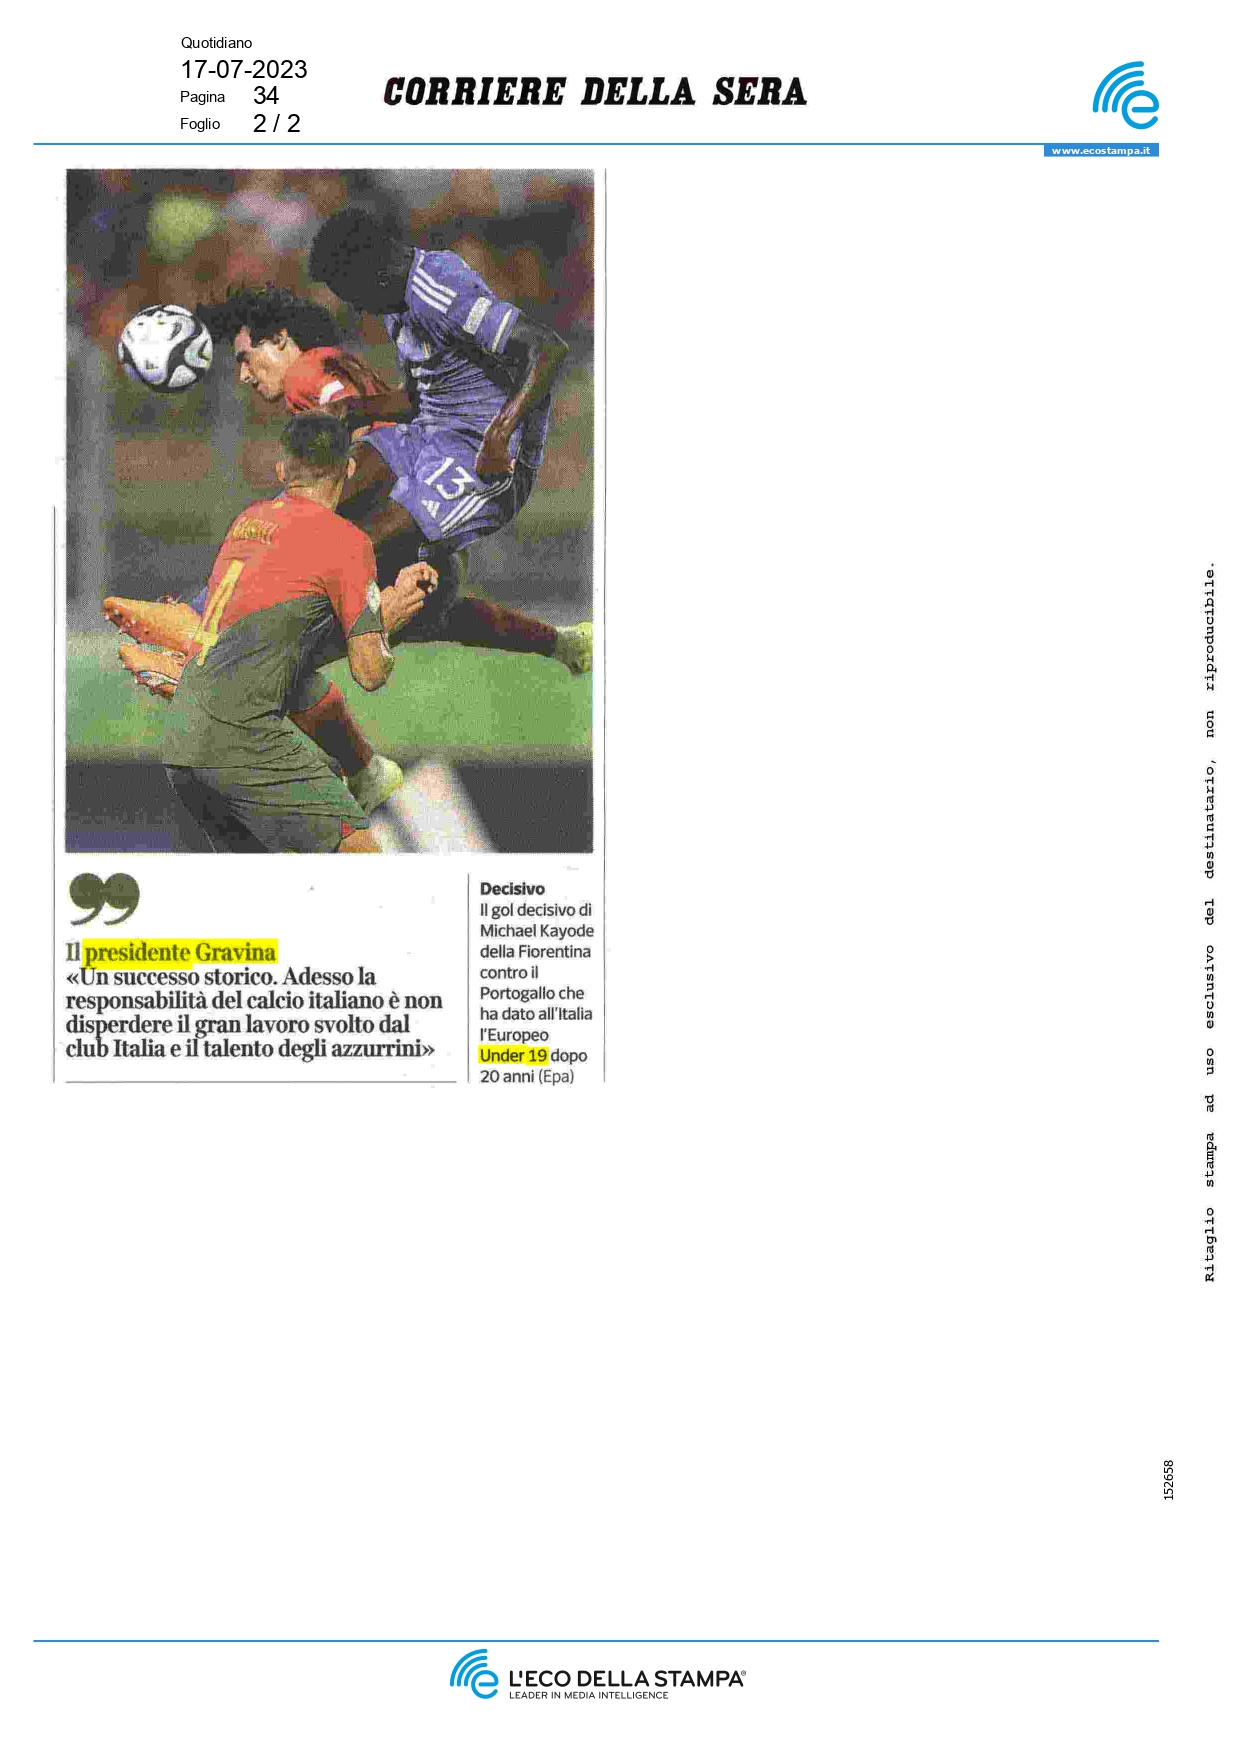 Quotidiano
17-07-2023
Pagina 34
Foglio 2 / 2
CORRIERE DELLA SERA
www.ecostampa.it
13
Il presidente Gravina
«Un successo storico. Adesso la
responsabilità del calcio italiano è non
disperdere il gran lavoro svolto dal
club Italia e il talento degli azzurrini»
Decisivo
Il gol decisivo di
Michael Kayode
della Fiorentina
contro il
Portogallo che
ha dato all'Italia
l'Europeo
Under 19 dopo
20 anni (Epa)
Ritaglio stampa ad uso esclusivo del destinatario, non riproducibile.
152658
L'ECO DELLA STAMPA®
LEADER IN MEDIA INTELLIGENCE